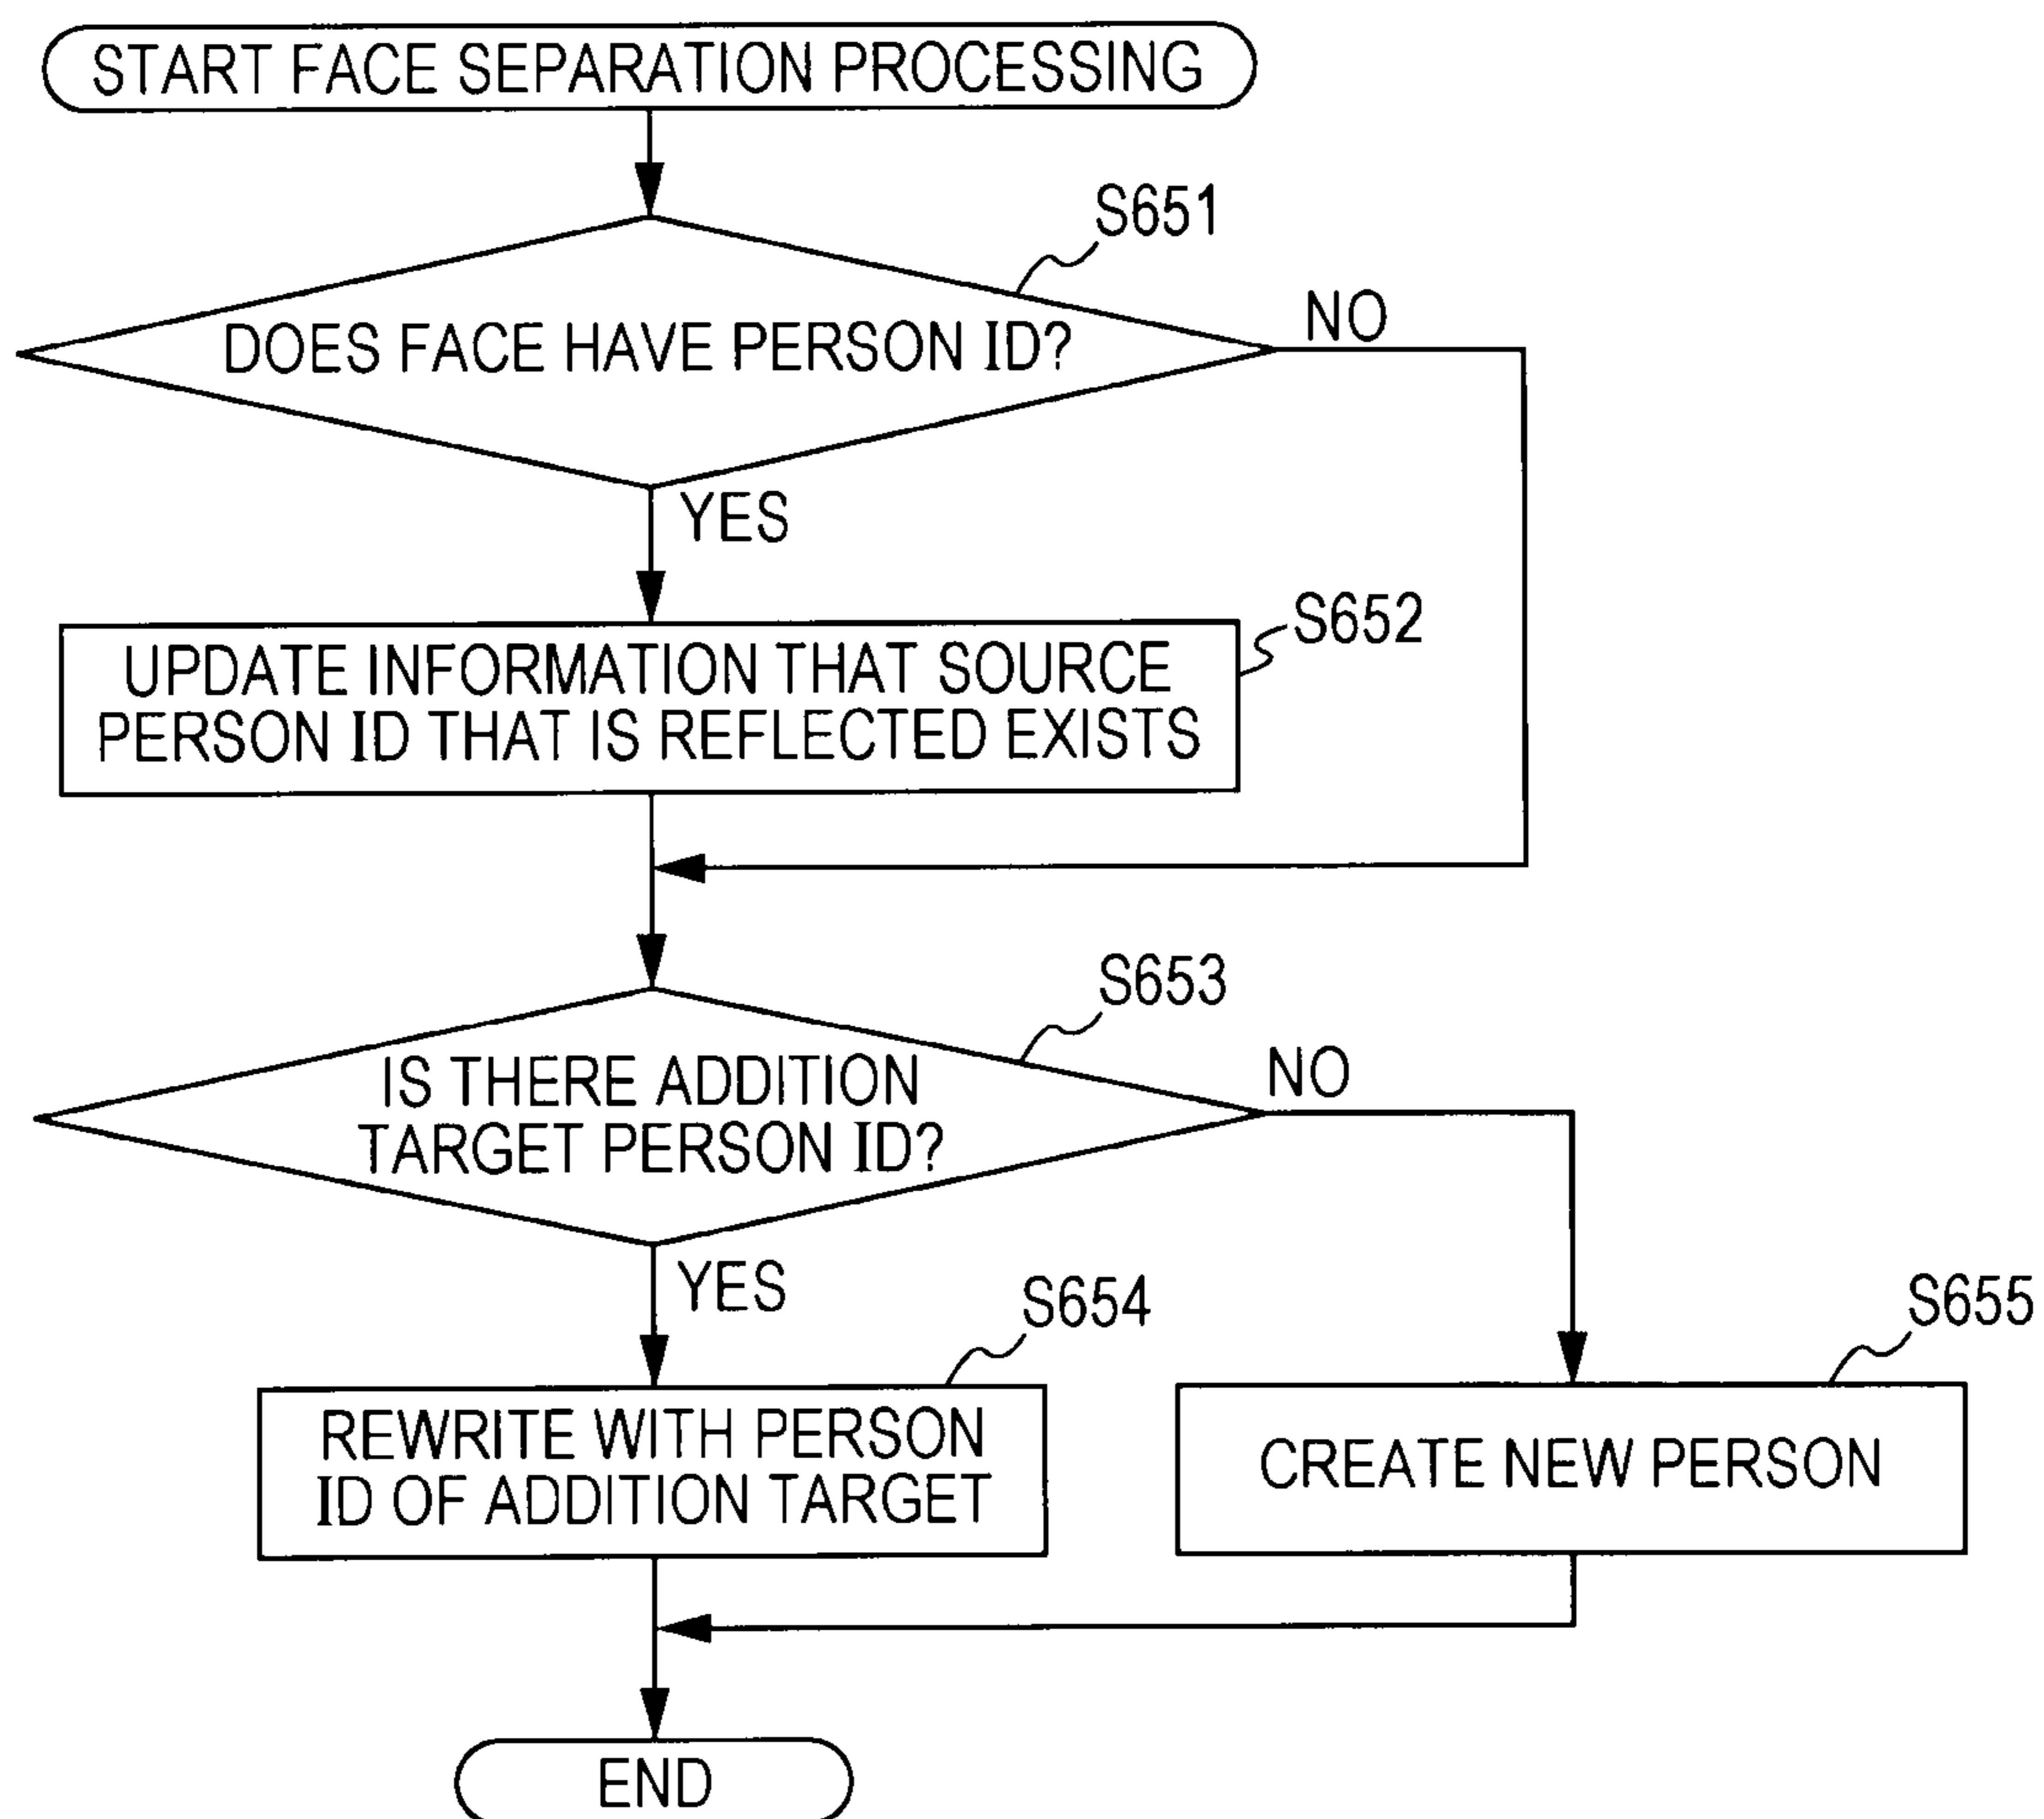 START FACE SEPARATION PROCESSING
S651
DOES FACE HAVE PERSON ID?
NO
YES
S652
UPDATE INFORMATION THAT SOURCE
PERSON ID THAT IS REFLECTED EXISTS
S653
IS THERE ADDITION
TARGET PERSON ID?
NO
YES
S654
S655
REWRITE WITH PERSON
ID OF ADDITION TARGET
CREATE NEW PERSON
END